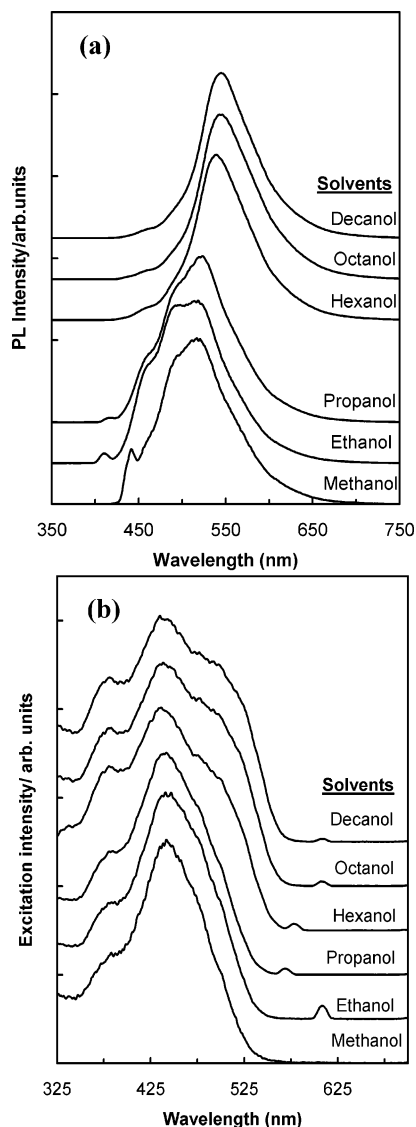 (a)
PL Intensity/arb.units
Solvents
Decanol
Octanol
Hexanol
Propanol
Ethanol
Methanol
350 450 550 650 750
Wavelength (nm)
(b)
Excitation intensity/ arb. units
Solvents
Decanol
Octanol
Hexanol
Propanol
Ethanol
Methanol
325 425 525 625
Wavelength (nm)